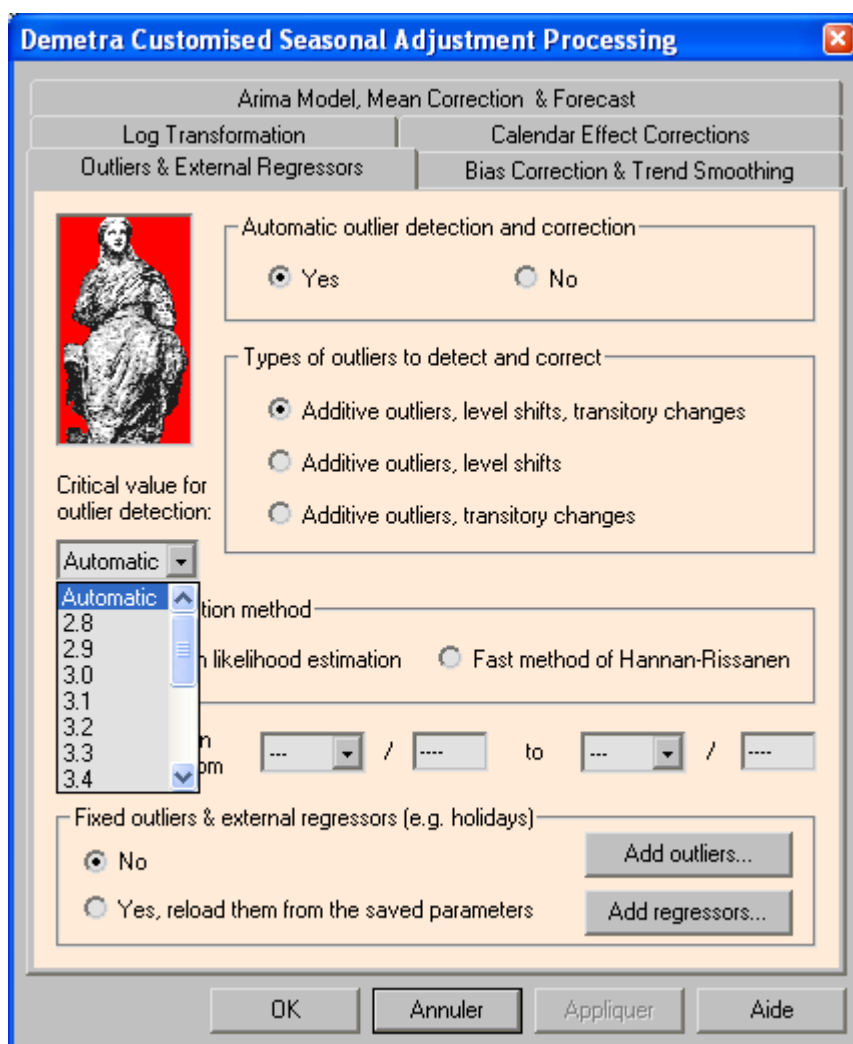 Demetra Customised Seasonal Adjustment Processing
Arima Model, Mean Correction & Forecast
Log Transformation
Calendar Effect Corrections
Outliers & External Regressors
Bias Correction & Trend Smoothing
Automatic outlier detection and correction
Yes
No
Types of outliers to detect and correct
Additive outliers, level shifts, transitory changes
Additive outliers, level shifts
Additive outliers, transitory changes
Critical value for
outlier detection:
Automatic
Automatic
2.8
2.9
3.0
3.1
3.2
3.3
3.4
tion method
likelihood estimation
Fast method of Hannan-Rissanen
--- / ---- to --- / ----
Fixed outliers & external regressors (e.g. holidays)
No
Add outliers...
Yes, reload them from the saved parameters
Add regressors...
OK
Annuler
Appliquer
Aide